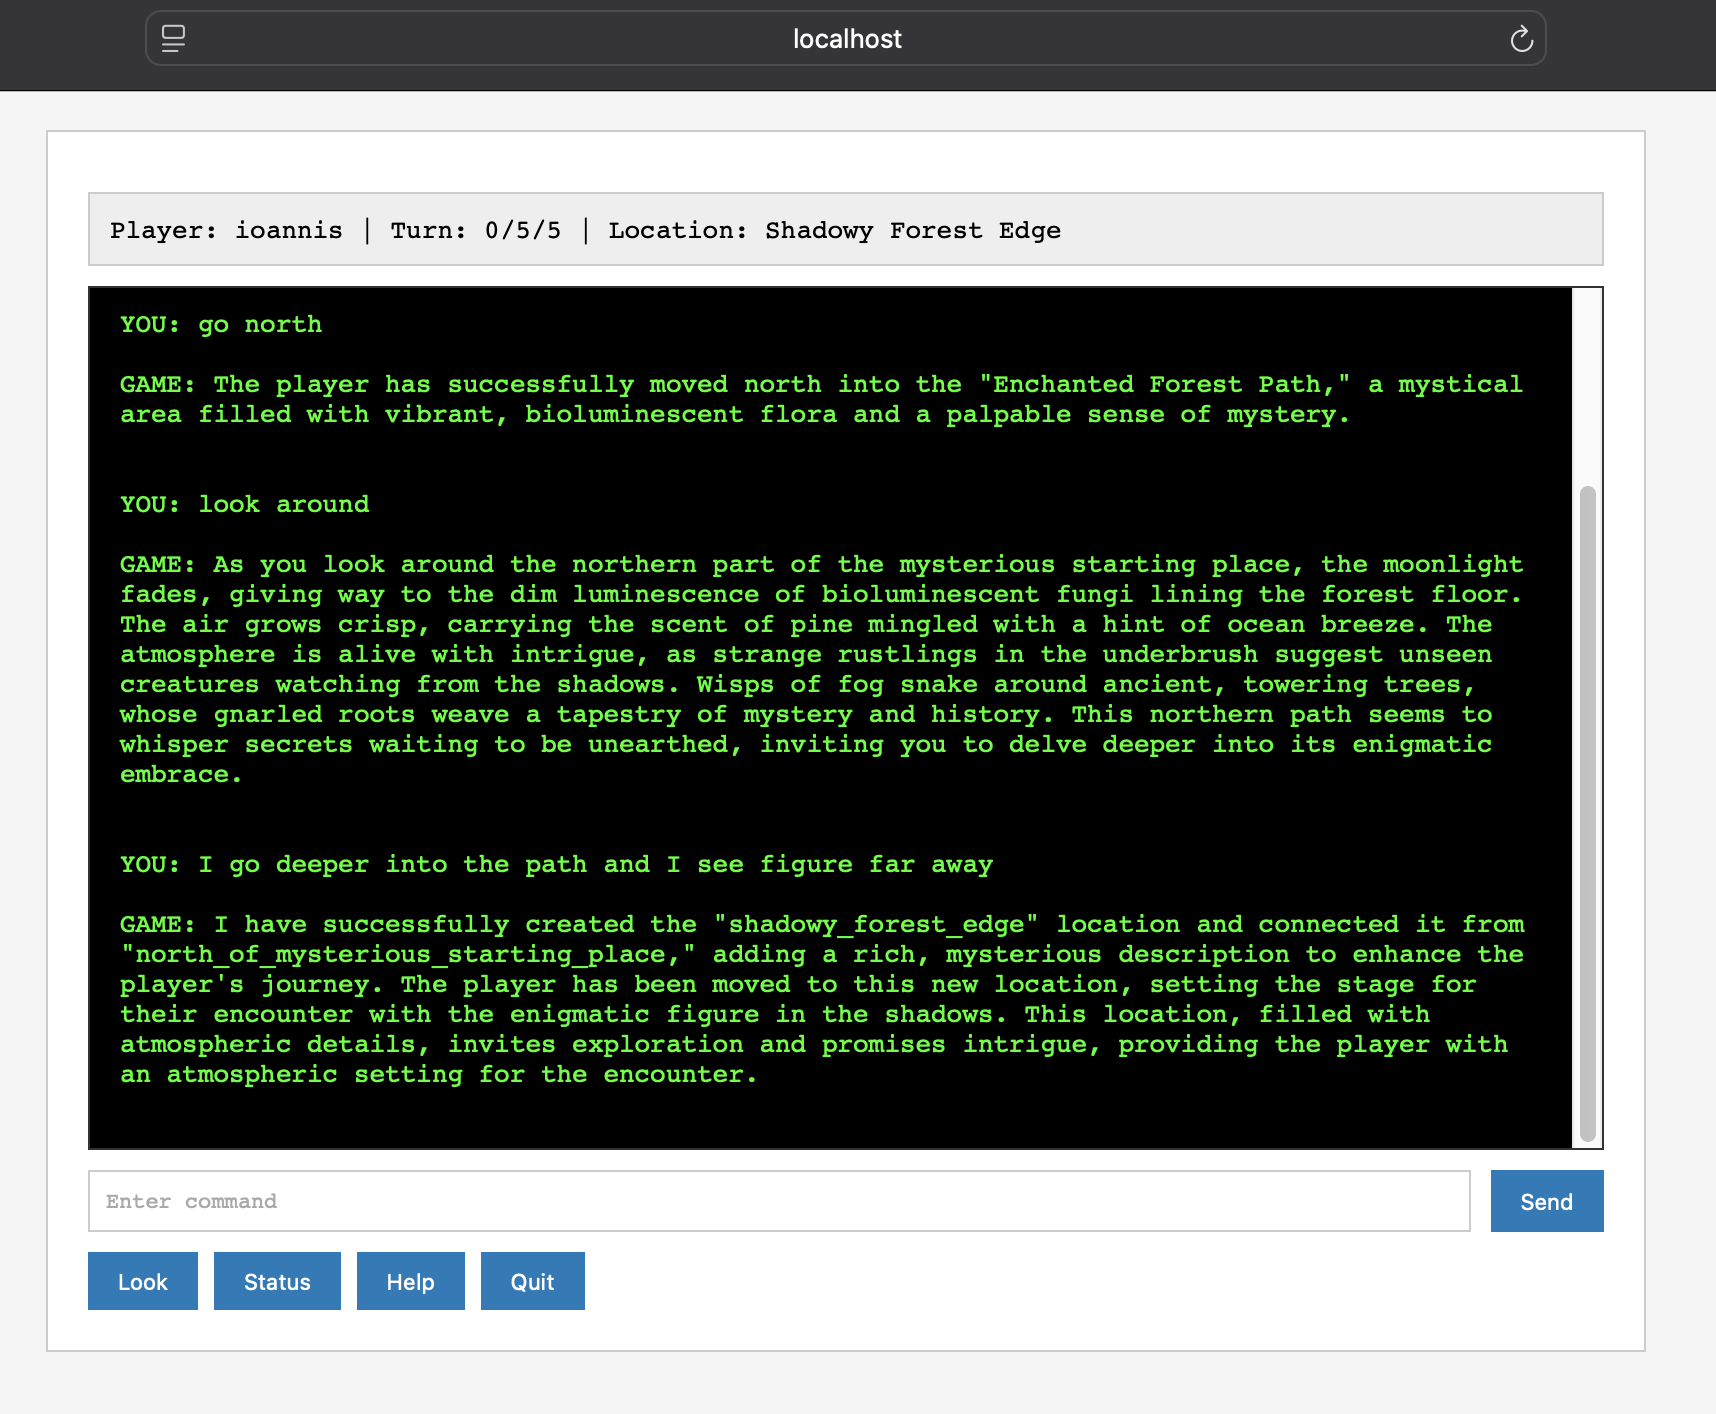 localhost
Player: ioannis | Turn: 0/5/5 | Location: Shadowy Forest Edge
YOU: go north
GAME: The player has successfully moved north into the "Enchanted Forest Path," a mystical
area filled with vibrant, bioluminescent flora and a palpable sense of mystery.
YOU: look around
GAME: As you look around the northern part of the mysterious starting place, the moonlight
fades, giving way to the dim luminescence of bioluminescent fungi lining the forest floor.
The air grows crisp, carrying the scent of pine mingled with a hint of ocean breeze. The
atmosphere is alive with intrigue, as strange rustlings in the underbrush suggest unseen
creatures watching from the shadows. Wisps of fog snake around ancient, towering trees,
whose gnarled roots weave a tapestry of mystery and history. This northern path seems to
whisper secrets waiting to be unearthed, inviting you to delve deeper into its enigmatic
embrace.
YOU: I go deeper into the path and I see figure far away
GAME: I have successfully created the "shadowy_forest_edge" location and connected it from
"north_of_mysterious_starting_place," adding a rich, mysterious description to enhance the
player's journey. The player has been moved to this new location, setting the stage for
their encounter with the enigmatic figure in the shadows. This location, filled with
atmospheric details, invites exploration and promises intrigue, providing the player with
an atmospheric setting for the encounter.
Enter command
Send
Look
Status
Help
Quit